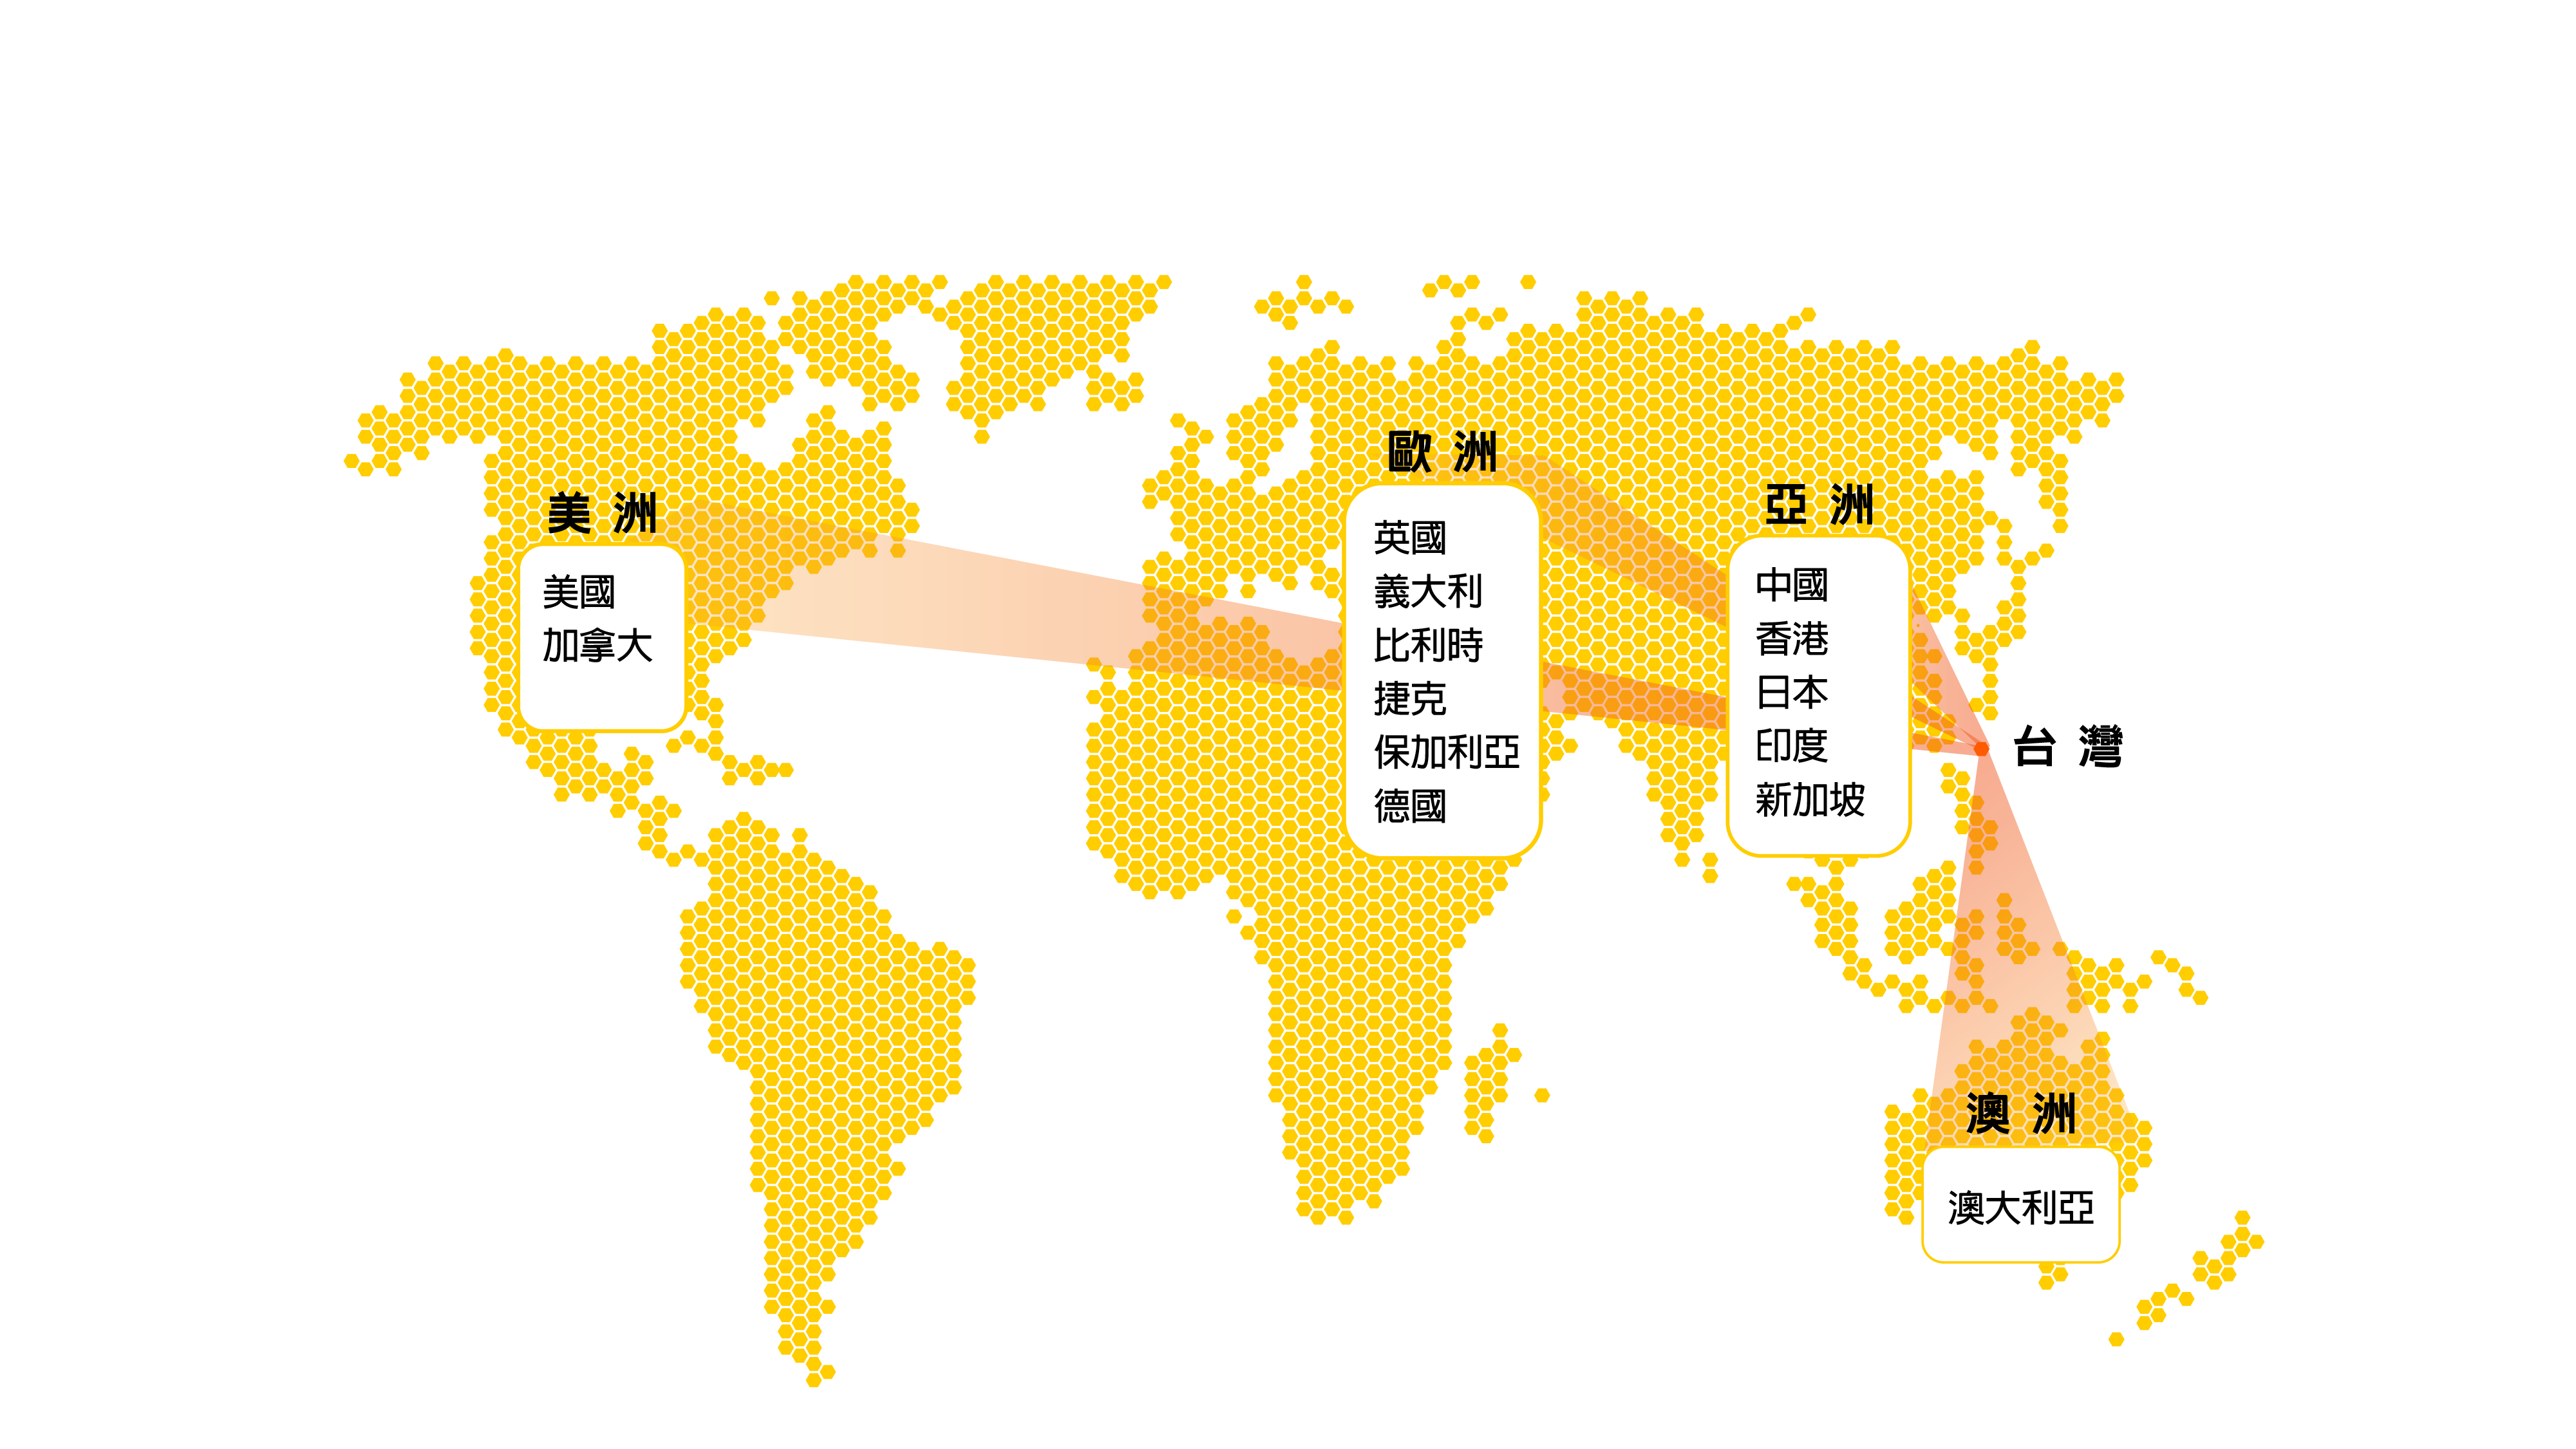 美洲
美國
加拿大
歐洲
英國
義大利
比利時
捷克
保加利亞
德國
亞洲
中國
香港
日本
印度
新加坡
台灣
澳洲
澳大利亞